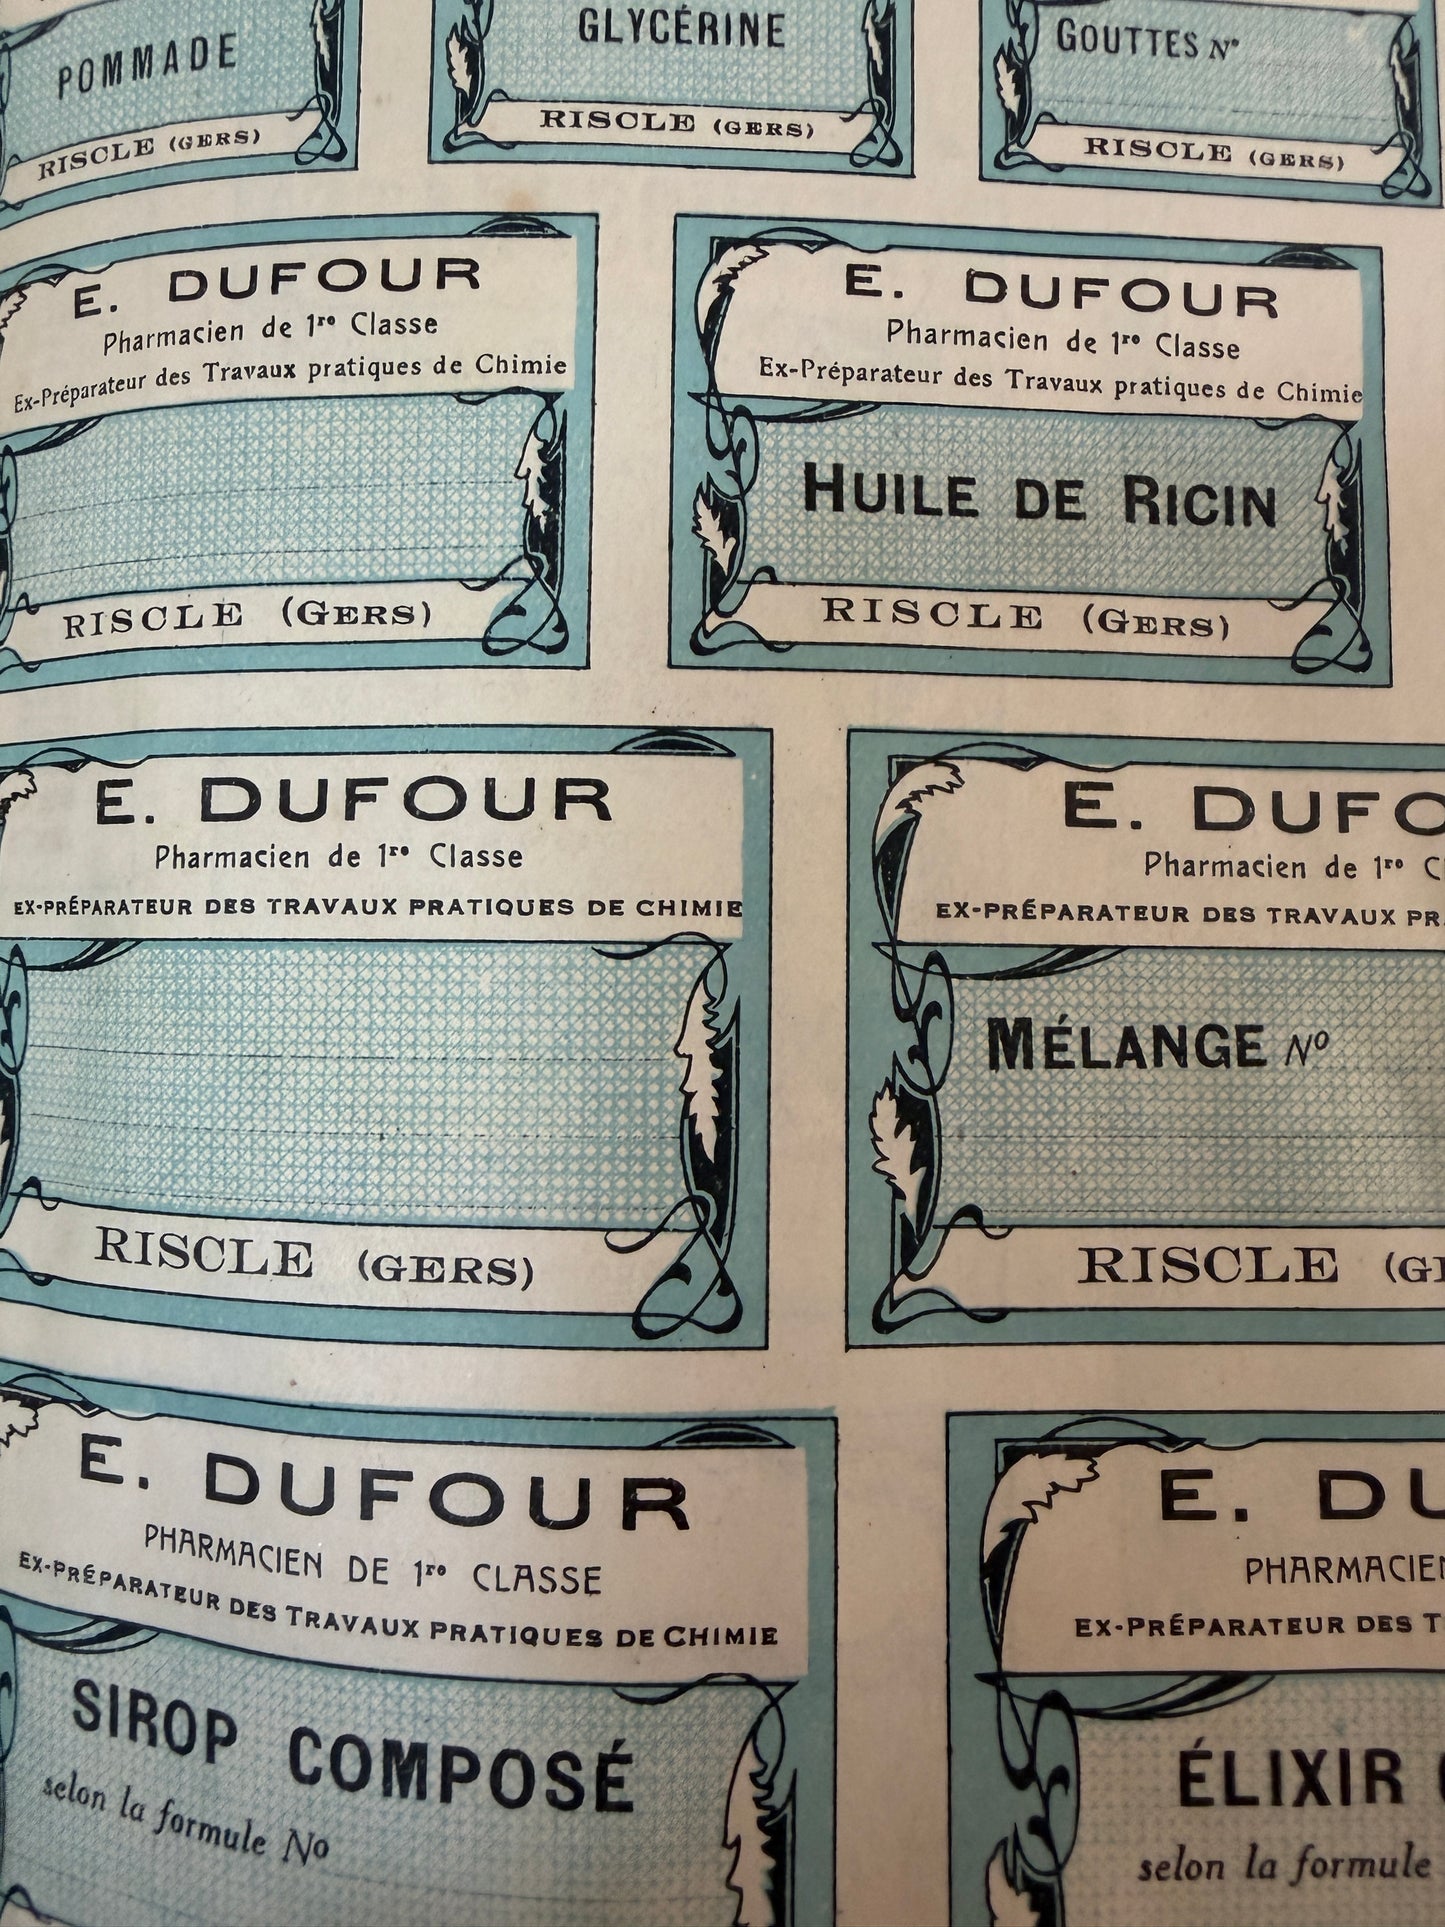 POMMADE
RISCLE (GERS)
GLYCÉRINE
RISCLE (GERS)
GOUTTES Nº
RISCLE (GERS)
E. DUFOUR
Pharmacien de 1re Classe
Ex-Préparateur des Travaux pratiques de Chimie
RISCLE (GERS)
E. DUFOUR
Pharmacien de 1re Classe
Ex-Préparateur des Travaux pratiques de Chimie
HUILE DE RICIN
RISCLE (GERS)
E. DUFOUR
Pharmacien de 1re Classe
EX-PRÉPARATEUR DES TRAVAUX PRATIQUES DE CHIMIE
RISCLE (GERS)
E. DUFO
Pharmacien de 1re C
EX-PRÉPARATEUR DES TRAVAUX PR
MÉLANGE Nº
RISCLE (GE
E. DUFOUR
PHARMACIEN DE 1re CLASSE
EX-PRÉPARATEUR DES TRAVAUX PRATIQUES DE CHIMIE
SIROP COMPOSÉ
selon la formule No
E. DU
PHARMACIEN
EX-PRÉPARATEUR DES T
ÉLIXIR
selon la formule